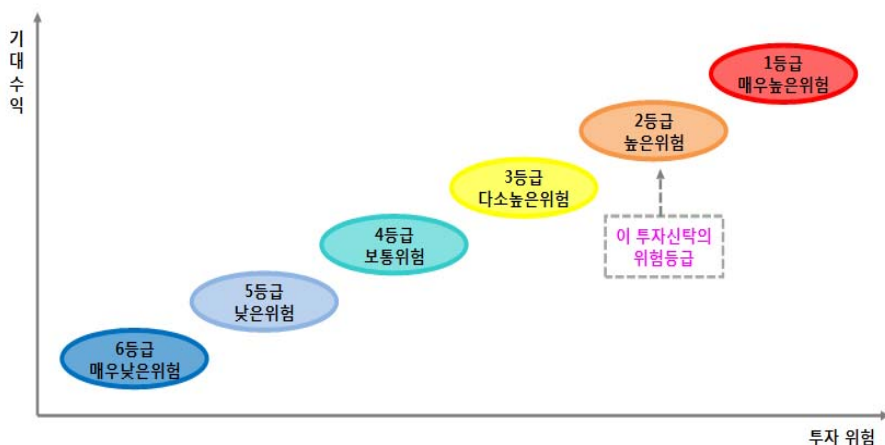 기대수익
1등급
매우높은위험
2등급
높은위험
3등급
다소높은위험
이 투자신탁의
위험등급
4등급
보통위험
5등급
낮은위험
6등급
매우낮은위험
투자 위험